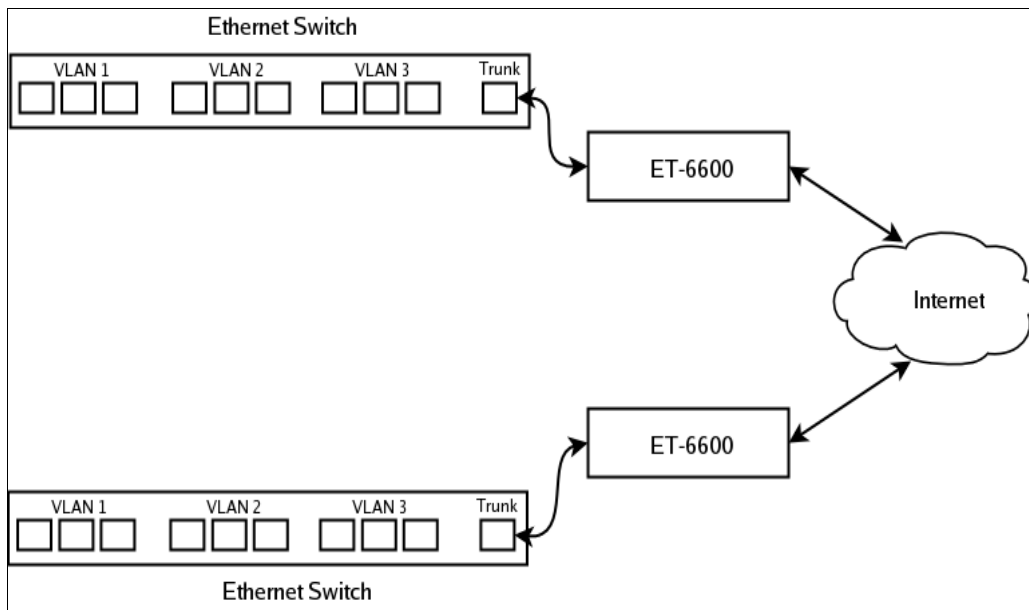 Ethernet Switch
VLAN 1 VLAN 2 VLAN 3 Trunk
ET-6600
Internet
ET-6600
VLAN 1 VLAN 2 VLAN 3 Trunk
Ethernet Switch